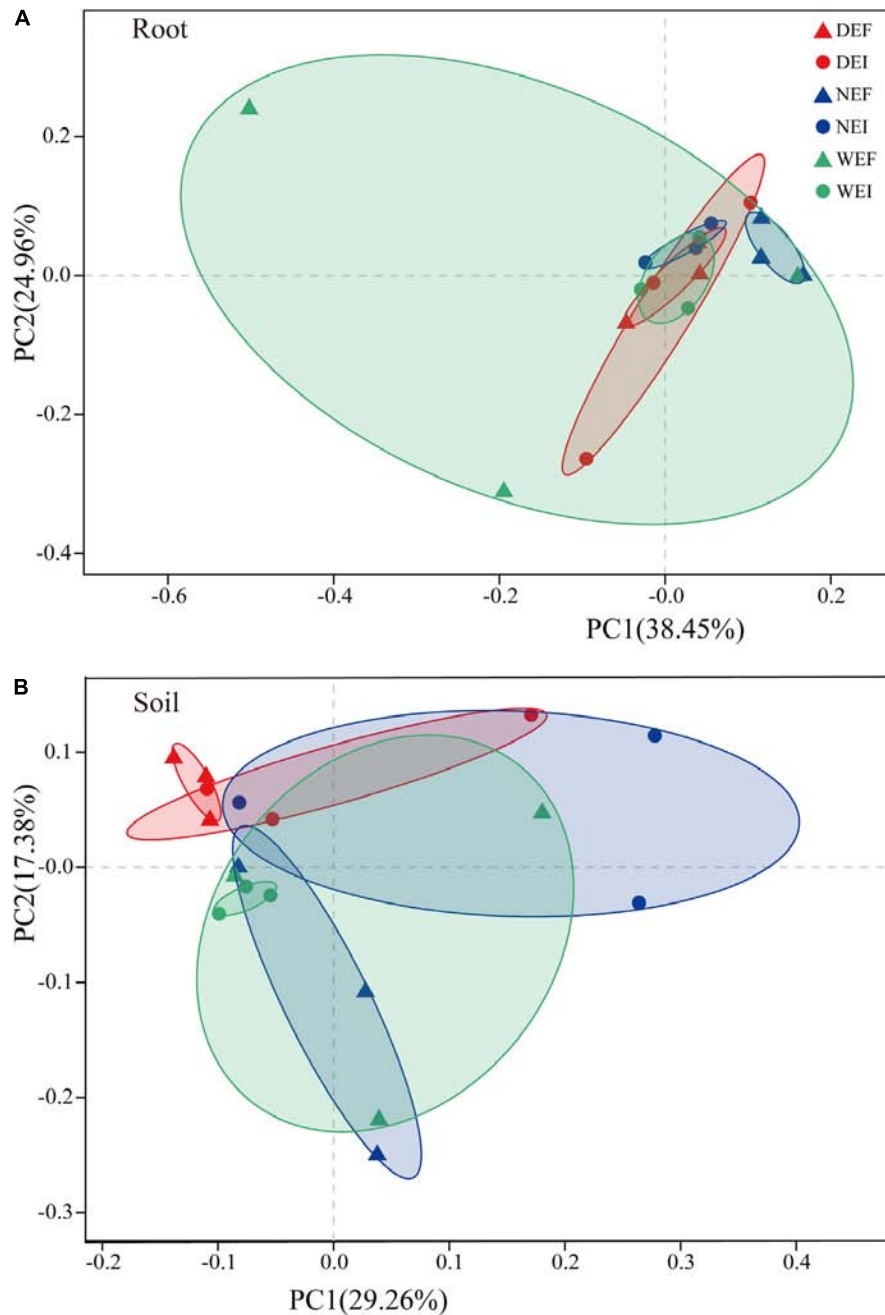 A
Root
DEF
DEI
NEF
NEI
WEF
WEI
PC2(24.96%)
0.2
0.0
-0.2
-0.4
-0.6
-0.4
-0.2
-0.0
0.2
PC1(38.45%)
B
Soil
PC2(17.38%)
0.1
-0.0
-0.1
-0.2
-0.3
-0.2
-0.1
0.0
0.1
0.2
0.3
0.4
PC1(29.26%)